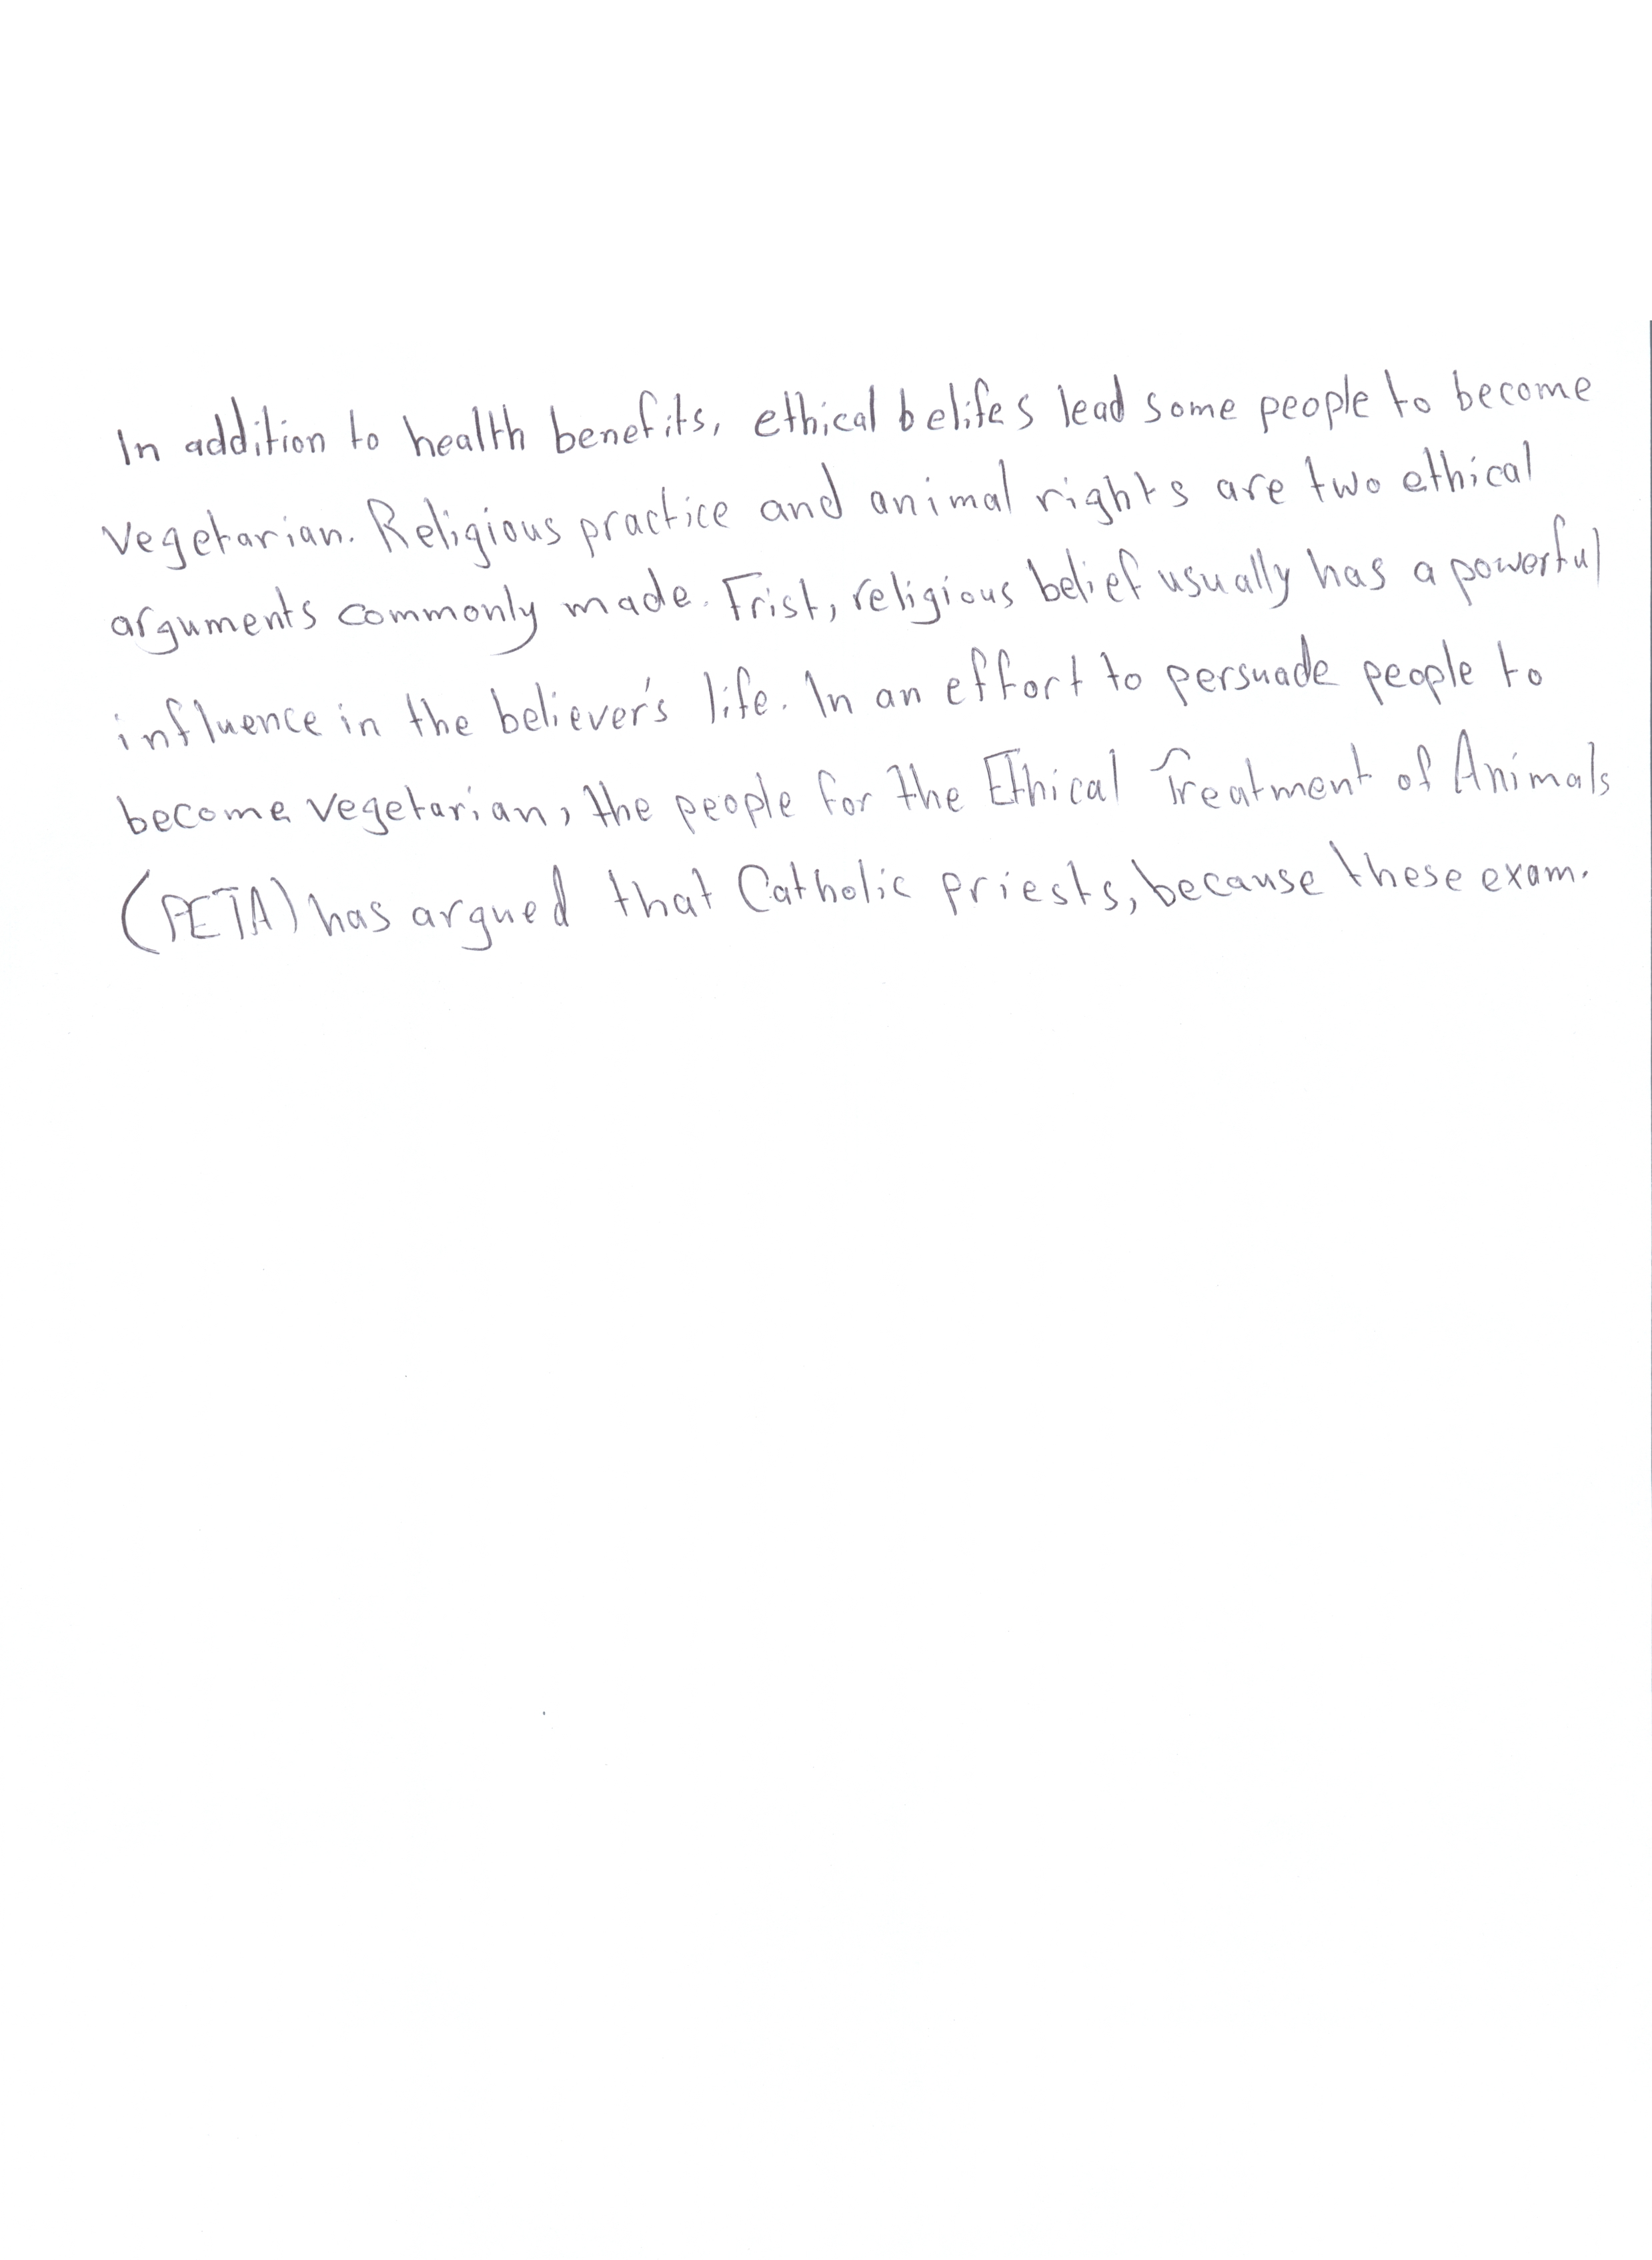 In addition to health benefits, ethical belifes lead some people to become
vegetarian. Religious practice and animal rights are two ethical
arguments commonly made. Frist, religious belief usually has a powerful
influence in the believer's life. In an effort to persuade people to
become vegetarian, the people for the Ethical Treatment of Animals
(PETA) has argued that Catholic priests, because these exam.